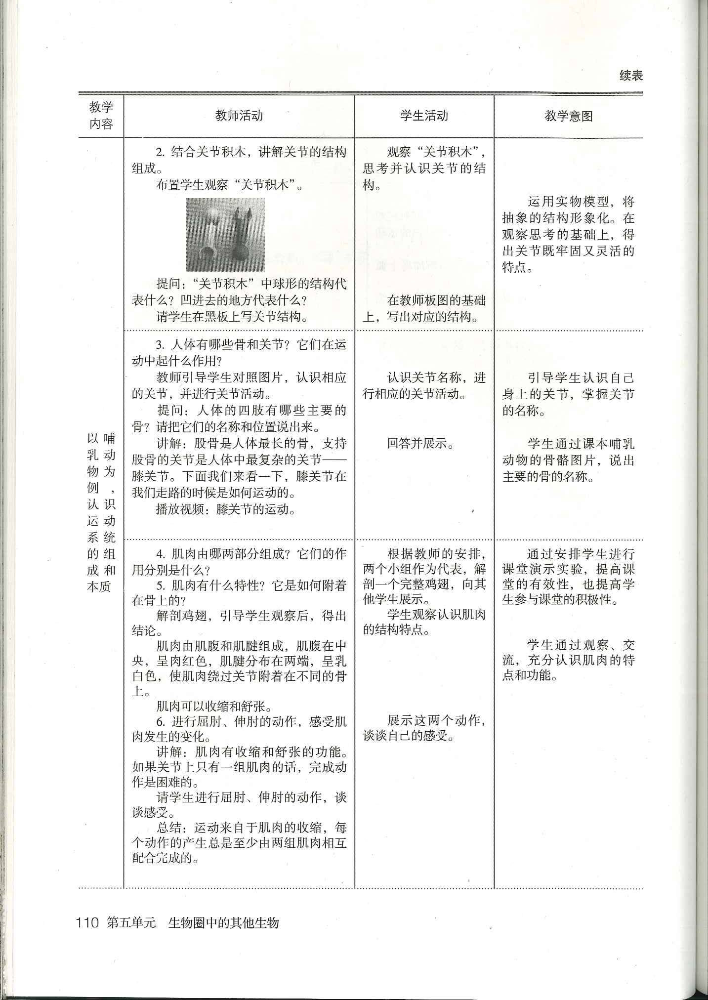 续表
教学
内容
教师活动
学生活动
教学意图
以哺
乳动
物为
例，
认识
运动
系统
的组
成和
本质
2. 结合关节积木，讲解关节的结构
组成。
布置学生观察“关节积木”。
提问：“关节积木”中球形的结构代
表什么？凹进去的地方代表什么？
请学生在黑板上写关节结构。
观察“关节积木”，
思考并认识关节的结
构。
在教师板图的基础
上，写出对应的结构。
运用实物模型，将
抽象的结构形象化。在
观察思考的基础上，得
出关节既牢固又灵活的
特点。
3. 人体有哪些骨和关节？它们在运
动中起什么作用？
教师引导学生对照图片，认识相应
的关节，并进行关节活动。
提问：人体的四肢有哪些主要的
骨？请把它们的名称和位置说出来。
讲解：股骨是人体最长的骨，支持
股骨的关节是人体中最复杂的关节——
膝关节。下面我们来看一下，膝关节在
我们走路的时候是如何运动的。
播放视频：膝关节的运动。
认识关节名称，进
行相应的关节活动。
回答并展示。
引导学生认识自己
身上的关节，掌握关节
的名称。
学生通过课本哺乳
动物的骨骼图片，说出
主要的骨的名称。
4. 肌肉由哪两部分组成？它们的作
用分别是什么？
5. 肌肉有什么特性？它是如何附着
在骨上的？
解剖鸡翅，引导学生观察后，得出
结论。
肌肉由肌腹和肌腱组成，肌腹在中
央，呈肉红色，肌腱分布在两端，呈乳
白色，使肌肉绕过关节附着在不同的骨
上。
肌肉可以收缩和舒张。
6. 进行屈肘、伸肘的动作，感受肌
肉发生的变化。
讲解：肌肉有收缩和舒张的功能。
如果关节上只有一组肌肉的话，完成动
作是困难的。
请学生进行屈肘、伸肘的动作，谈
谈感受。
总结：运动来自于肌肉的收缩，每
个动作的产生总是至少由两组肌肉相互
配合完成的。
根据教师的安排，
两个小组作为代表，解
剖一个完整鸡翅，向其
他学生展示。
学生观察认识肌肉
的结构特点。
展示这两个动作，
谈谈自己的感受。
通过安排学生进行
课堂演示实验，提高课
堂的有效性，也提高学
生参与课堂的积极性。
学生通过观察、交
流，充分认识肌肉的特
点和功能。
110 第五单元 生物圈中的其他生物